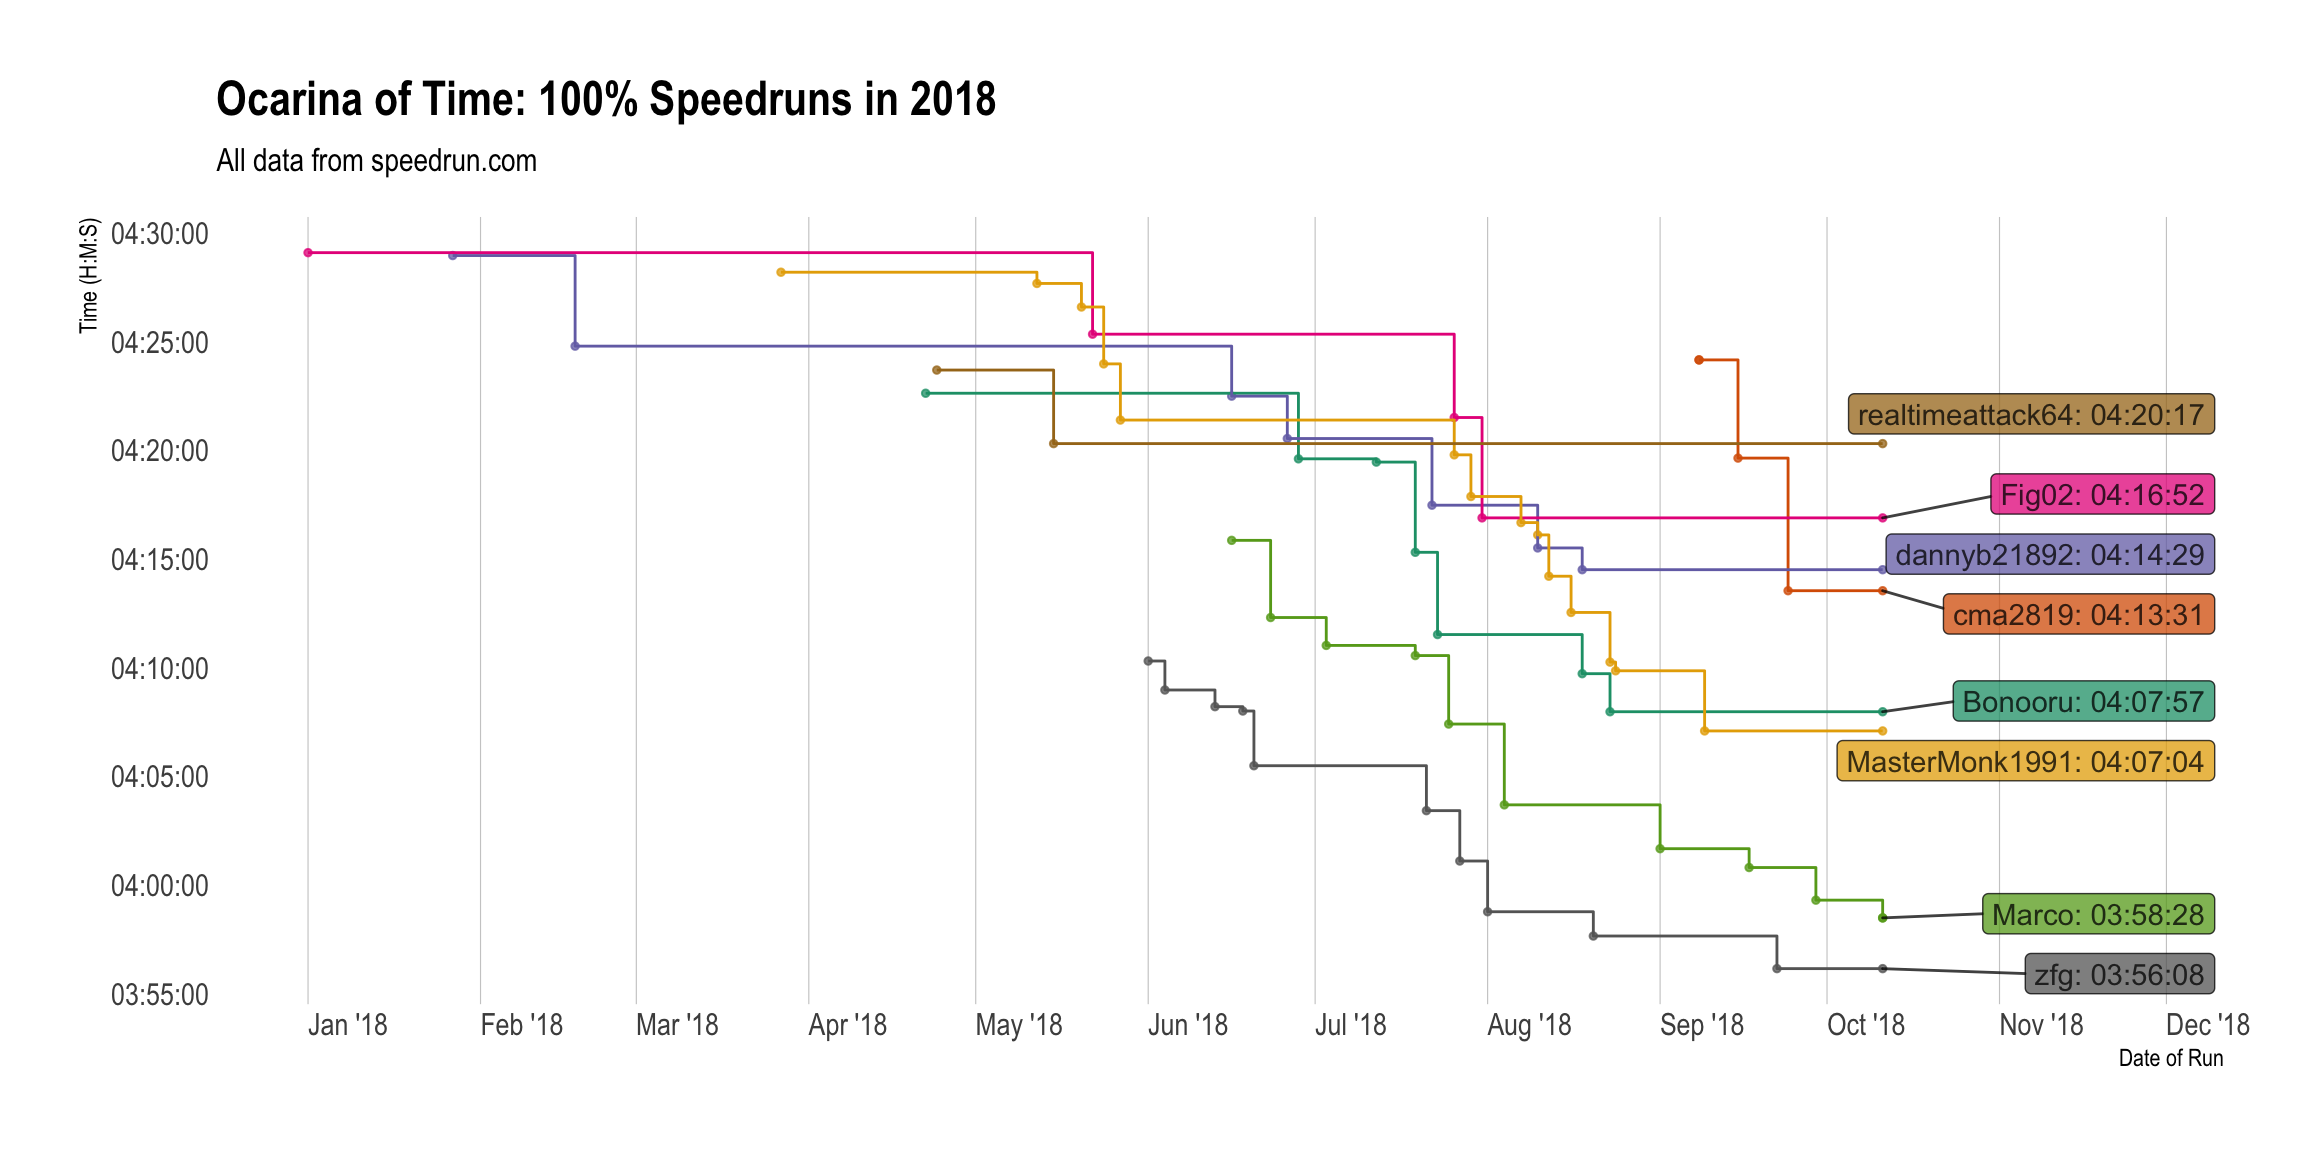 Ocarina of Time: 100% Speedruns in 2018
All data from speedrun.com
Time (H:M:S)
04:30:00
04:25:00
04:20:00
04:15:00
04:10:00
04:05:00
04:00:00
03:55:00
realtimeattack64: 04:20:17
Fig02: 04:16:52
dannyb21892: 04:14:29
cma2819: 04:13:31
Bonooru: 04:07:57
MasterMonk1991: 04:07:04
Marco: 03:58:28
zfg: 03:56:08
Jan '18 Feb '18 Mar '18 Apr '18 May '18 Jun '18 Jul '18 Aug '18 Sep '18 Oct '18 Nov '18 Dec '18
Date of Run